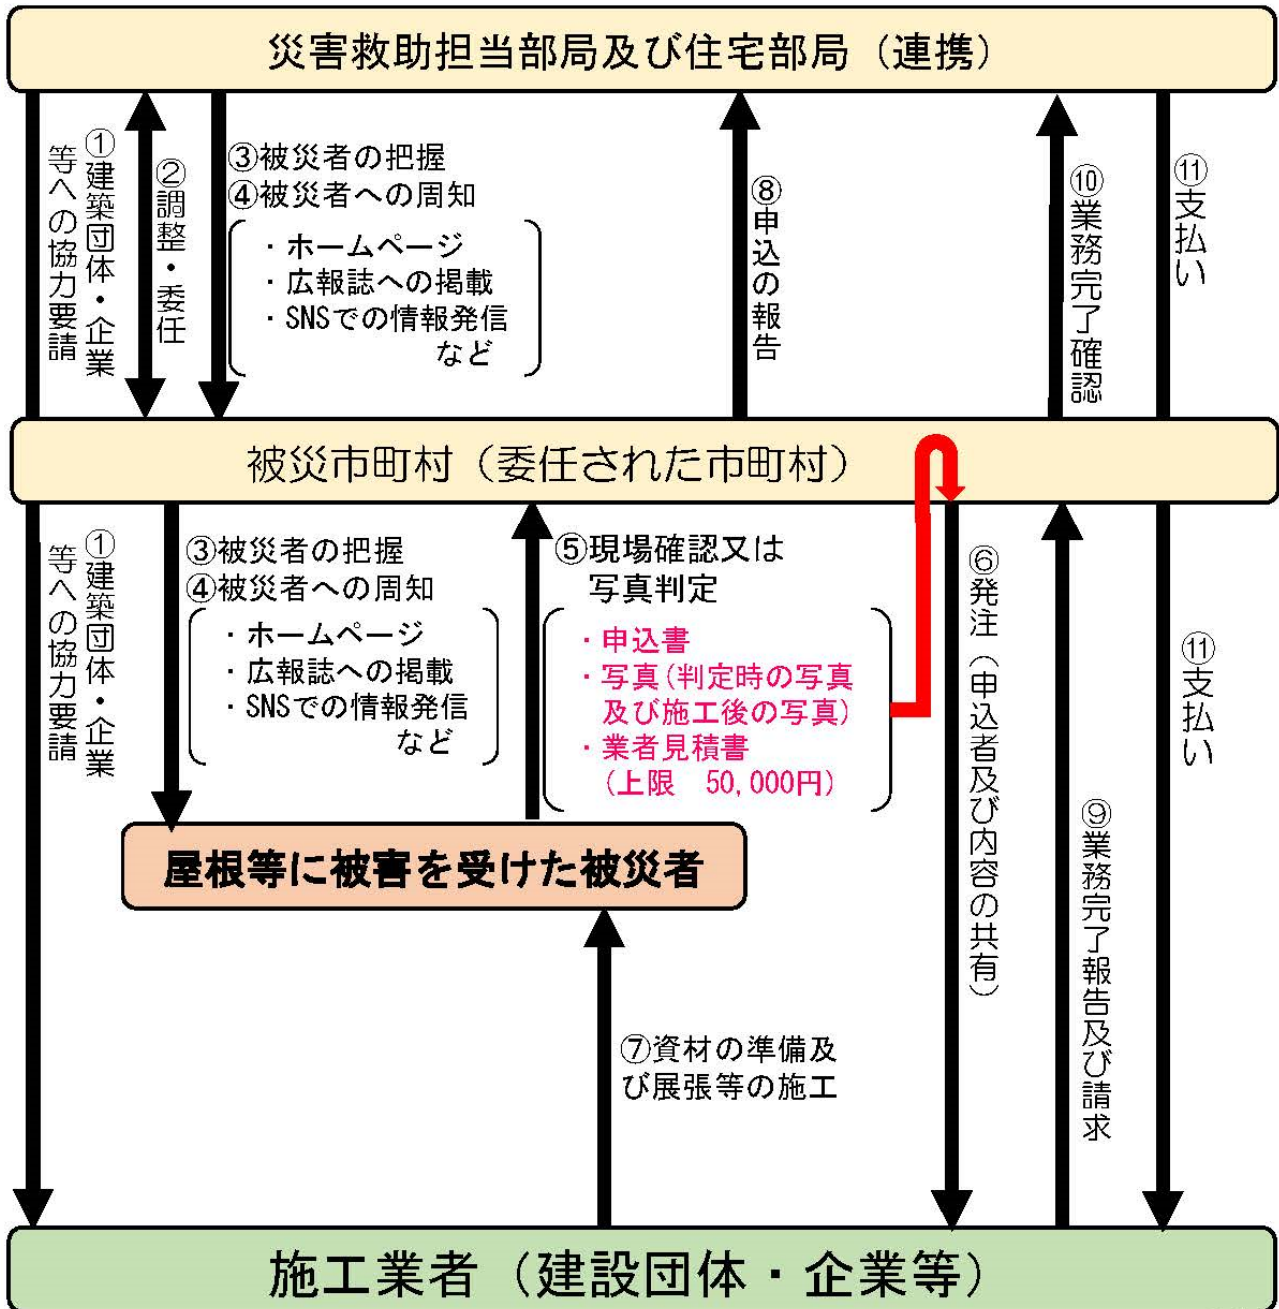 災害救助担当部局及び住宅部局（連携）
①建築団体・企業
等への協力要請
②調整・委任
③被災者の把握
④被災者への周知
・ホームページ
・広報誌への掲載
・SNSでの情報発信
など
⑧申込の報告
⑩業務完了確認
⑪支払い
被災市町村（委任された市町村）
①建築団体・企業
等への協力要請
③被災者の把握
④被災者への周知
・ホームページ
・広報誌への掲載
・SNSでの情報発信
など
⑤現場確認又は
写真判定
・申込書
・写真(判定時の写真
及び施工後の写真)
・業者見積書
（上限　50,000円）
⑥発注（申込者及び内容の共有）
⑨業務完了報告及び請求
⑪支払い
屋根等に被害を受けた被災者
⑦資材の準備及
び展張等の施工
施工業者（建設団体・企業等）